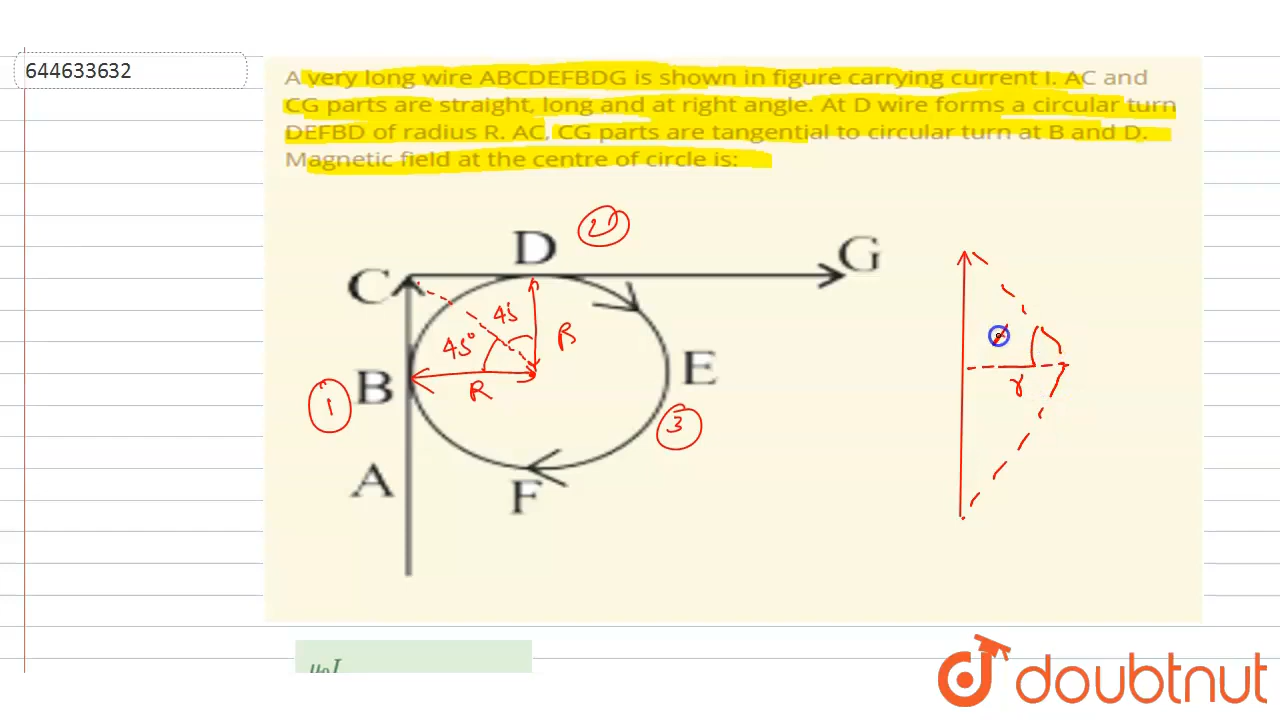 644633632
A very long wire ABCDEFBDG is shown in figure carrying current I. AC and
CG parts are straight, long and at right angle. At D wire forms a circular turn
DEFBD of radius R. AC, CG parts are tangential to circular turn at B and D.
Magnetic field at the centre of circle is:
D
2
G
C
45
45°
R
B
R
E
1
3
A
F
r
μ₀I
doubtnut